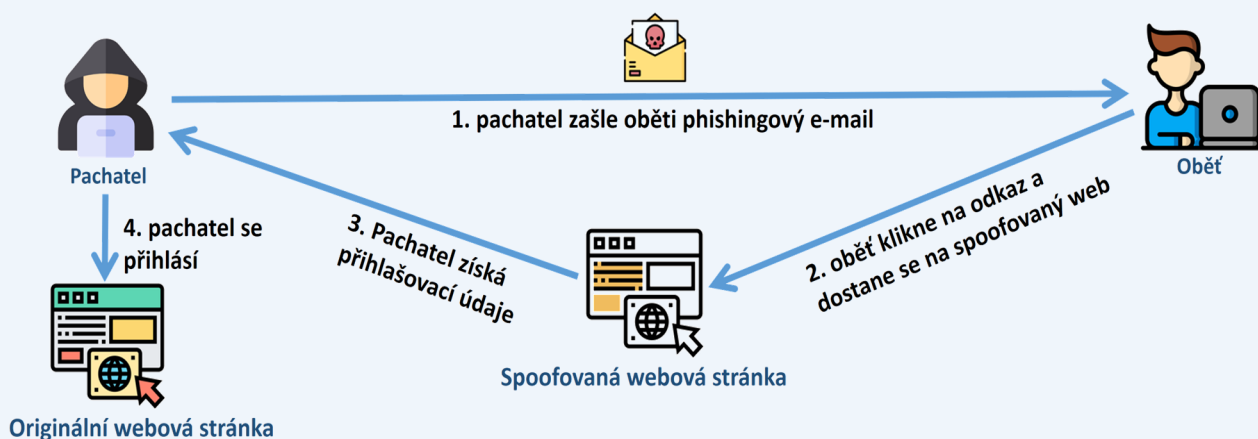 1. pachatel zašle oběti phishingový e-mail
Pachatel
Oběť
2. oběť klikne na odkaz a
dostane se na spoofovaný web
3. Pachatel získá
přihlašovací údaje
4. pachatel se
přihlásí
Spoofovaná webová stránka
Originální webová stránka